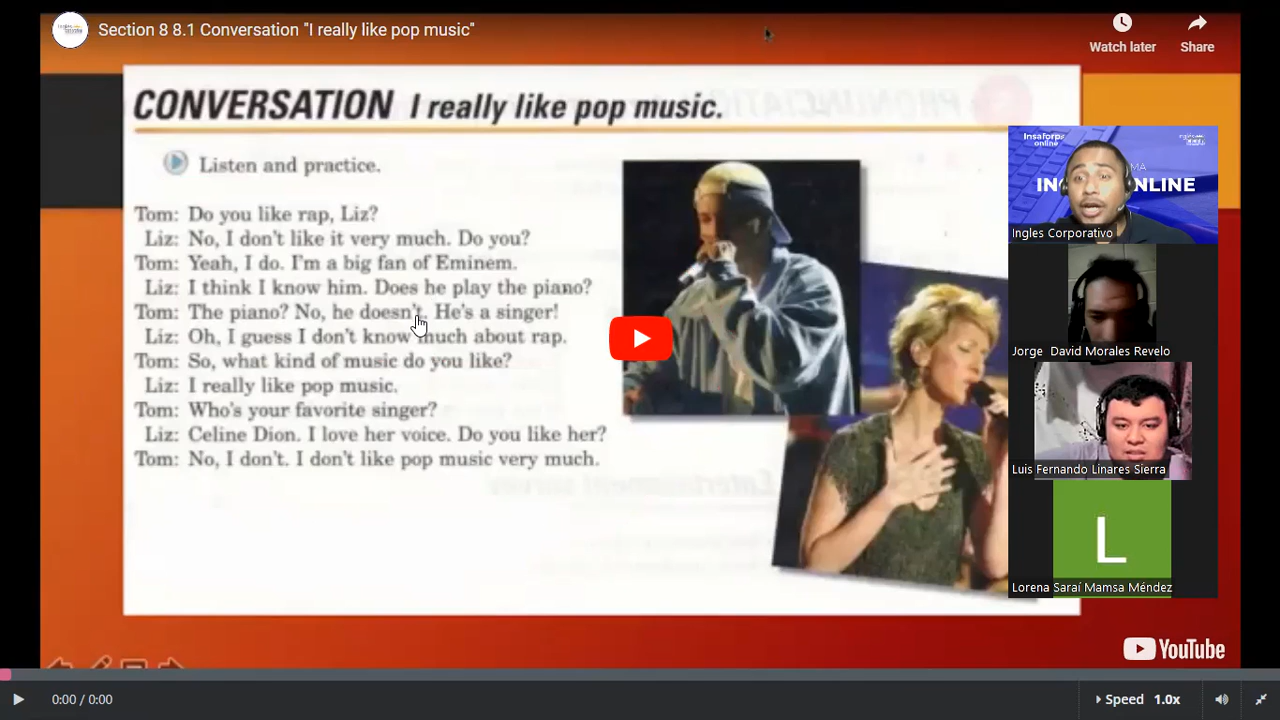 Section 8 8.1 Conversation "I really like pop music"
Watch later
Share
CONVERSATION I really like pop music.
Listen and practice.
Tom: Do you like rap, Liz?
Liz: No, I don't like it very much. Do you?
Tom: Yeah, I do. I'm a big fan of Eminem.
Liz: I think I know him. Does he play the piano?
Tom: The piano? No, he doesn't. He's a singer!
Liz: Oh, I guess I don't know much about rap.
Tom: So, what kind of music do you like?
Liz: I really like pop music.
Tom: Who's your favorite singer?
Liz: Celine Dion. I love her voice. Do you like her?
Tom: No, I don't. I don't like pop music very much.
Insaforp
online
NLINE
Ingles Corporativo
Jorge David Morales Revelo
Luis Fernando Linares Sierra
L
Lorena Saraí Mamsa Méndez
YouTube
0:00 / 0:00
Speed 1.0x